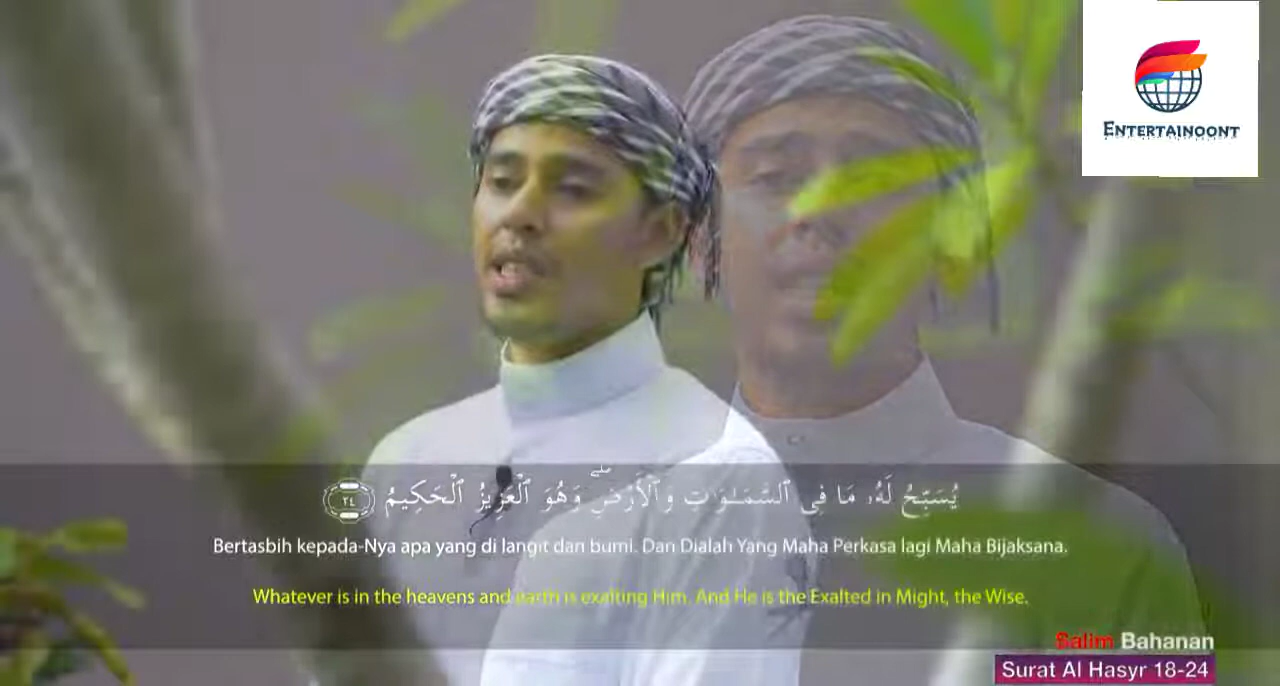 ENTERTAINOONT
يُسَبِّحُ لَهُۥ مَا فِى ٱلسَّمَـٰوَٰتِ وَٱلْأَرْضِ ۖ وَهُوَ ٱلْعَزِيزُ ٱلْحَكِيمُ ٢٤
Bertasbih kepada-Nya apa yang di langit dan bumi. Dan Dialah Yang Maha Perkasa lagi Maha Bijaksana.
Whatever is in the heavens and earth is exalting Him. And He is the Exalted in Might, the Wise.
Salim Bahanan
Surat Al Hasyr 18-24